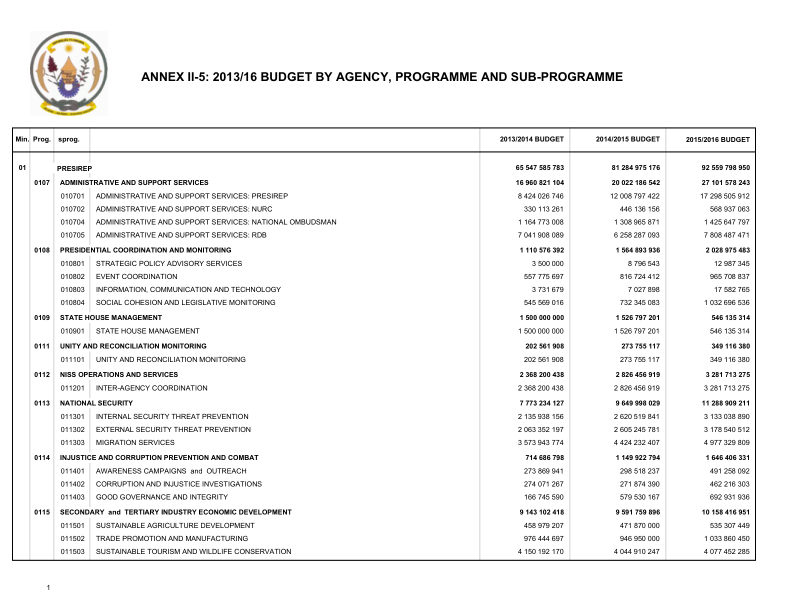 ANNEX II-5: 2013/16 BUDGET BY AGENCY, PROGRAMME AND SUB-PROGRAMME
Min. Prog. sprog. 2013/2014 BUDGET 2014/2015 BUDGET 2015/2016 BUDGET
01 PRESIREP 65 547 585 783 81 284 975 176 92 559 798 950
0107 ADMINISTRATIVE AND SUPPORT SERVICES 16 960 821 104 20 022 186 542 27 101 578 243
010701 ADMINISTRATIVE AND SUPPORT SERVICES: PRESIREP 8 424 026 746 12 008 797 422 17 298 505 912
010702 ADMINISTRATIVE AND SUPPORT SERVICES: NURC 330 113 261 446 136 156 568 937 063
010704 ADMINISTRATIVE AND SUPPORT SERVICES: NATIONAL OMBUDSMAN 1 164 773 008 1 308 965 871 1 425 647 797
010705 ADMINISTRATIVE AND SUPPORT SERVICES: RDB 7 041 908 089 6 258 287 093 7 808 487 471
0108 PRESIDENTIAL COORDINATION AND MONITORING 1 110 576 392 1 564 893 936 2 028 975 483
010801 STRATEGIC POLICY ADVISORY SERVICES 3 500 000 8 796 543 12 987 345
010802 EVENT COORDINATION 557 775 697 816 724 412 965 708 837
010803 INFORMATION, COMMUNICATION AND TECHNOLOGY 3 731 679 7 027 898 17 582 765
010804 SOCIAL COHESION AND LEGISLATIVE MONITORING 545 569 016 732 345 083 1 032 696 536
0109 STATE HOUSE MANAGEMENT 1 500 000 000 1 526 797 201 546 135 314
010901 STATE HOUSE MANAGEMENT 1 500 000 000 1 526 797 201 546 135 314
0111 UNITY AND RECONCILIATION MONITORING 202 561 908 273 755 117 349 116 380
011101 UNITY AND RECONCILIATION MONITORING 202 561 908 273 755 117 349 116 380
0112 NISS OPERATIONS AND SERVICES 2 368 200 438 2 826 456 919 3 281 713 275
011201 INTER-AGENCY COORDINATION 2 368 200 438 2 826 456 919 3 281 713 275
0113 NATIONAL SECURITY 7 773 234 127 9 649 998 029 11 288 909 211
011301 INTERNAL SECURITY THREAT PREVENTION 2 135 938 156 2 620 519 841 3 133 038 890
011302 EXTERNAL SECURITY THREAT PREVENTION 2 063 352 197 2 605 245 781 3 178 540 512
011303 MIGRATION SERVICES 3 573 943 774 4 424 232 407 4 977 329 809
0114 INJUSTICE AND CORRUPTION PREVENTION AND COMBAT 714 686 798 1 149 922 794 1 646 406 331
011401 AWARENESS CAMPAIGNS and OUTREACH 273 869 941 298 518 237 491 258 092
011402 CORRUPTION AND INJUSTICE INVESTIGATIONS 274 071 267 271 874 390 462 216 303
011403 GOOD GOVERNANCE AND INTEGRITY 166 745 590 579 530 167 692 931 936
0115 SECONDARY and TERTIARY INDUSTRY ECONOMIC DEVELOPMENT 9 143 102 418 9 591 759 896 10 158 416 951
011501 SUSTAINABLE AGRICULTURE DEVELOPMENT 458 979 207 471 870 000 535 307 449
011502 TRADE PROMOTION AND MANUFACTURING 976 444 697 946 950 000 1 033 860 450
011503 SUSTAINABLE TOURISM AND WILDLIFE CONSERVATION 4 150 192 170 4 044 910 247 4 077 452 285
1